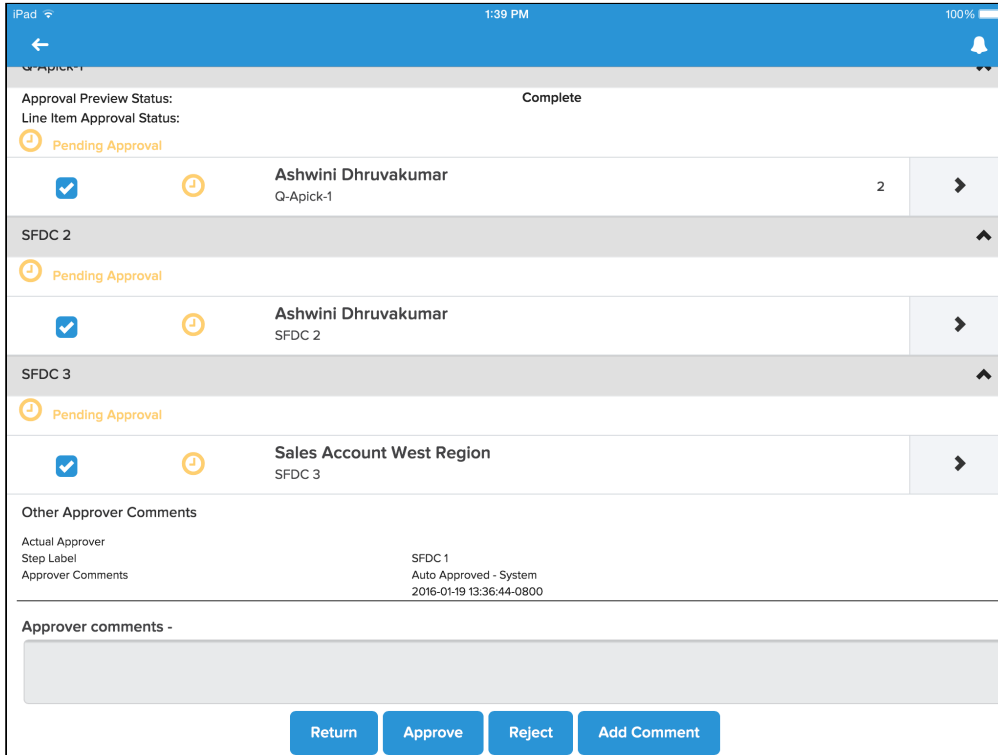 iPad 1:39 PM 100%
Q-Apick-1
Approval Preview Status: Complete
Line Item Approval Status:
Pending Approval
Ashwini Dhruvakumar
Q-Apick-1 2
SFDC 2
Pending Approval
Ashwini Dhruvakumar
SFDC 2
SFDC 3
Pending Approval
Sales Account West Region
SFDC 3
Other Approver Comments
Actual Approver
Step Label SFDC 1
Approver Comments Auto Approved - System
2016-01-19 13:36:44-0800
Approver comments -
Return Approve Reject Add Comment